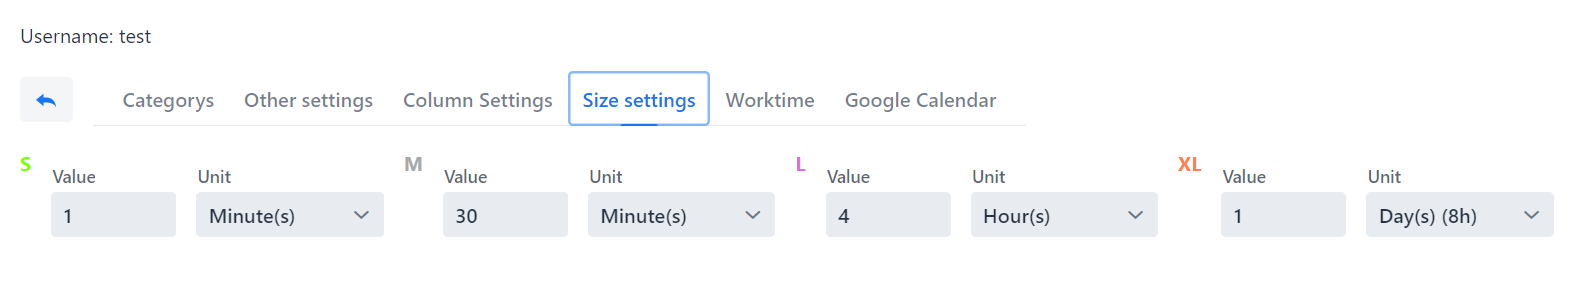 Username: test
Categorys Other settings Column Settings Size settings Worktime Google Calendar
S M L XL
Value Unit Value Unit Value Unit Value Unit
1 Minute(s) 30 Minute(s) 4 Hour(s) 1 Day(s) (8h)